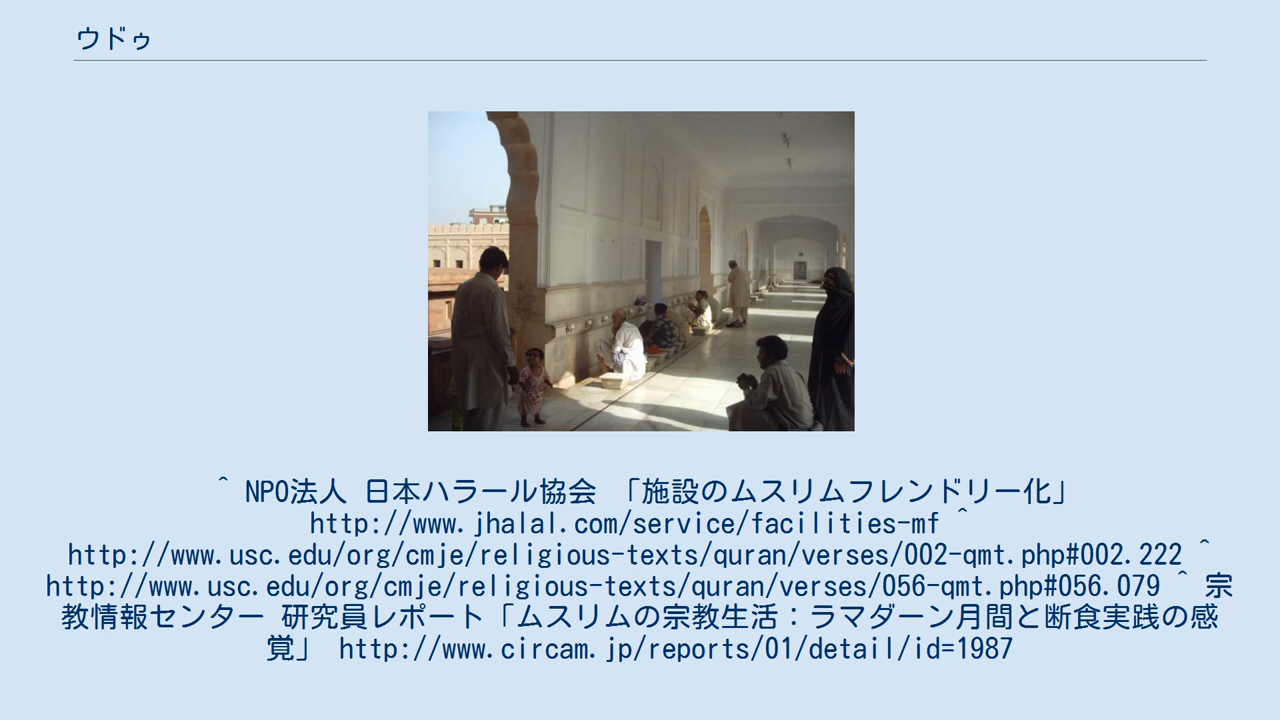 ウドゥ
^ NPO法人 日本ハラール協会 「施設のムスリムフレンドリー化」
http://www.jhalal.com/service/facilities-mf ^
http://www.usc.edu/org/cmje/religious-texts/quran/verses/002-qmt.php#002.222 ^
http://www.usc.edu/org/cmje/religious-texts/quran/verses/056-qmt.php#056.079 ^ 宗
教情報センター 研究員レポート「ムスリムの宗教生活：ラマダーン月間と断食実践の感
覚」 http://www.circam.jp/reports/01/detail/id=1987